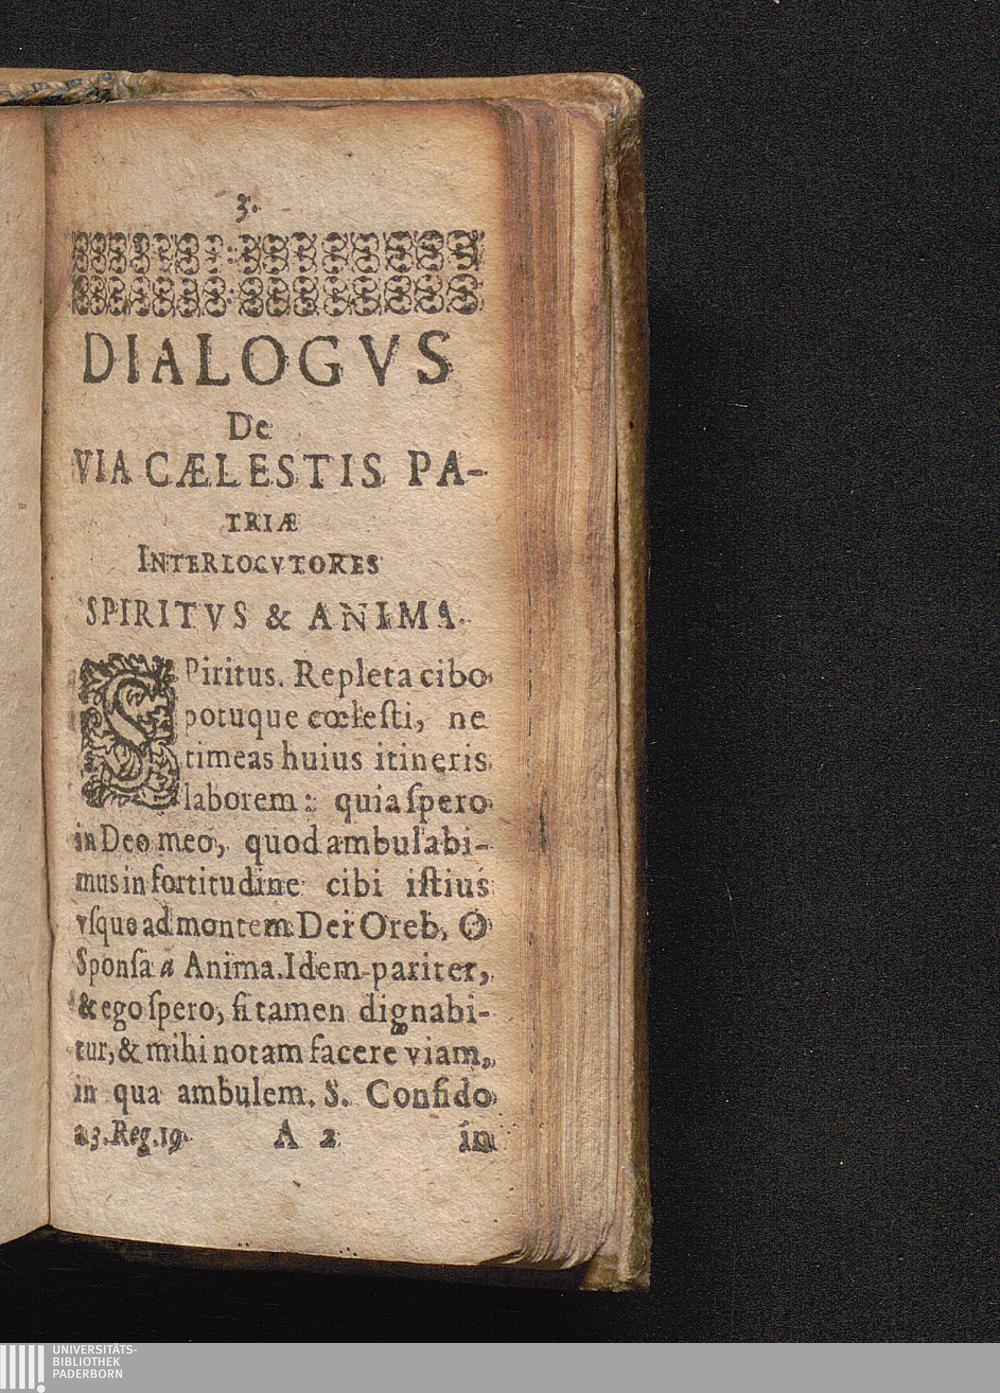 3.
DIALOGVS
De
VIA CÆLESTIS PA-
TRIÆ
INTERLOCVTORES
SPIRITVS & ANIMA.
SPiritus. Repleta cibo
potuque cœlesti, ne
timeas huius itineris
laborem: quia ſpero
in Deo meo, quod ambulabi-
mus in fortitudine cibi iſtius
vſque ad montem Dei Oreb, O
Sponſa a Anima. Idem pariter,
& ego ſpero, ſi tamen dignabi-
tur, & mihi notam facere viam,
in qua ambulem. S. Confido
a 3. Reg. 19. A 2 in
UNIVERSITÄTS-
BIBLIOTHEK
PADERBORN